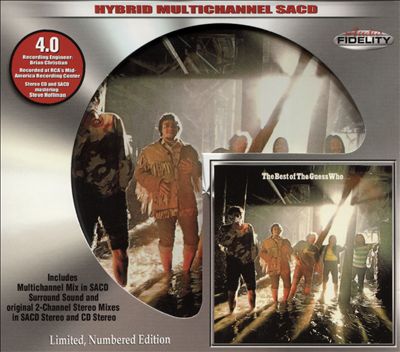 HYBRID MULTICHANNEL SACD
FIDELITY
4.0
Recording Engineer:
Brian Christian
Recorded at RCA's Mid-
America Recording Center
Stereo CD and SACD
mastering:
Steve Hoffman
The Best of The Guess Who
Includes
Multichannel Mix in SACD
Surround Sound and
original 2-Channel Stereo Mixes
in SACD Stereo and CD Stereo
Limited, Numbered Edition